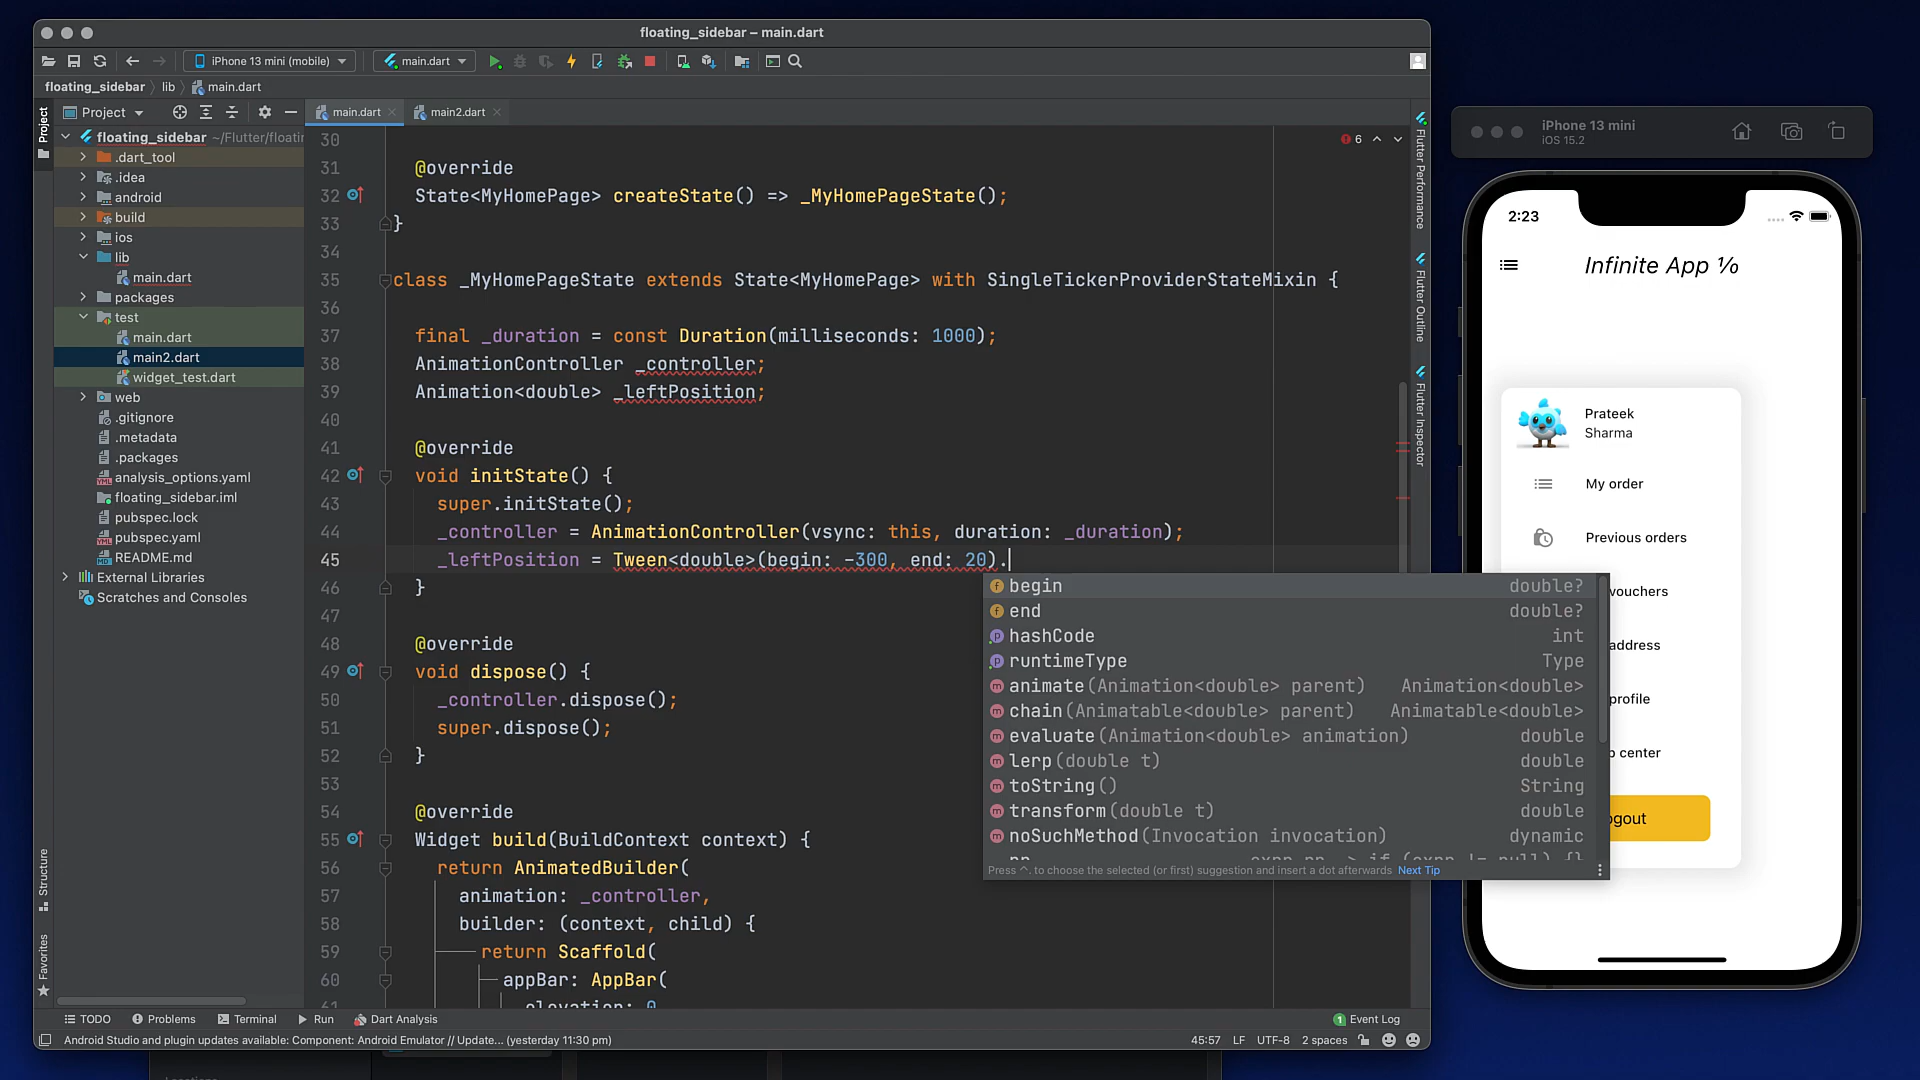 floating_sidebar – main.dart
iPhone 13 mini (mobile)
main.dart
floating_sidebar
lib
main.dart
Project
Project
floating_sidebar ~/Flutter/floatin
.dart_tool
.idea
android
build
ios
lib
main.dart
packages
test
main.dart
main2.dart
widget_test.dart
web
.gitignore
.metadata
.packages
analysis_options.yaml
floating_sidebar.iml
pubspec.lock
pubspec.yaml
README.md
External Libraries
Scratches and Consoles
Structure
Favorites
main.dart
main2.dart
6
30
31 @override
32 State<MyHomePage> createState() => _MyHomePageState();
33 }
34
35 class _MyHomePageState extends State<MyHomePage> with SingleTickerProviderStateMixin {
36
37 final _duration = const Duration(milliseconds: 1000);
38 AnimationController _controller;
39 Animation<double> _leftPosition;
40
41 @override
42 void initState() {
43 super.initState();
44 _controller = AnimationController(vsync: this, duration: _duration);
45 _leftPosition = Tween<double>(begin: -300, end: 20).
46 }
47
48 @override
49 void dispose() {
50 _controller.dispose();
51 super.dispose();
52 }
53
54 @override
55 Widget build(BuildContext context) {
56 return AnimatedBuilder(
57 animation: _controller,
58 builder: (context, child) {
59 return Scaffold(
60 appBar: AppBar(
61 elevation: 0
begin double?
end double?
hashCode int
runtimeType Type
animate(Animation<double> parent) Animation<double>
chain(Animatable<double> parent) Animatable<double>
evaluate(Animation<double> animation) double
lerp(double t) double
toString() String
transform(double t) double
noSuchMethod(Invocation invocation) dynamic
Press ^. to choose the selected (or first) suggestion and insert a dot afterwards Next Tip
Flutter Performance
Flutter Outline
Flutter Inspector
TODO
Problems
Terminal
Run
Dart Analysis
1 Event Log
Android Studio and plugin updates available: Component: Android Emulator // Update... (yesterday 11:30 pm)
45:57 LF UTF-8 2 spaces
iPhone 13 mini
iOS 15.2
2:23
Infinite App ⅟₀
Prateek
Sharma
My order
Previous orders
vouchers
address
profile
p center
ogout